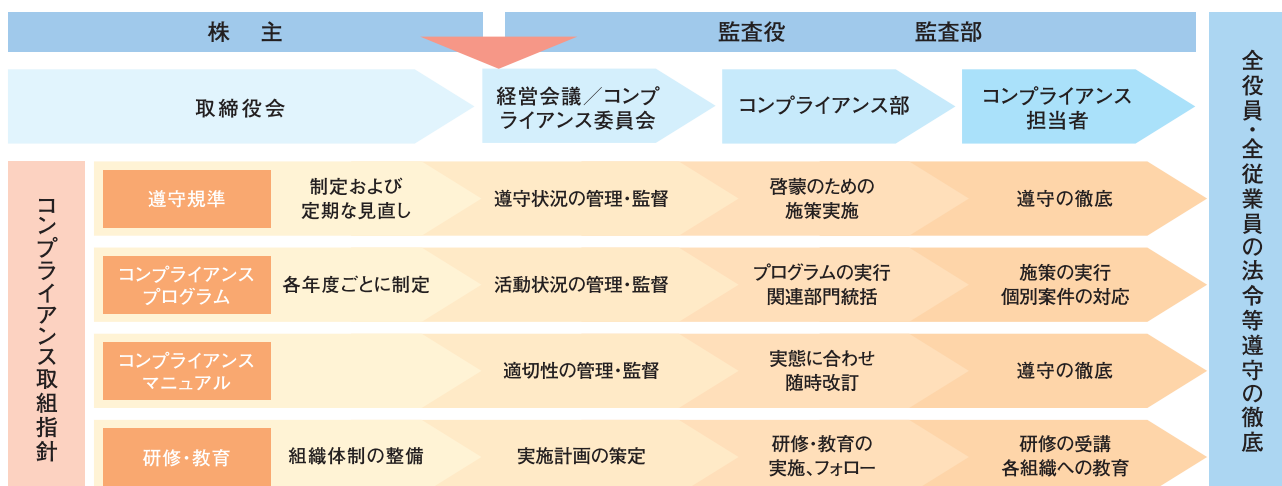 株 主
監査役 監査部
取締役会
経営会議／コンプ
ライアンス委員会
コンプライアンス部
コンプライアンス
担当者
全役員・全従業員の法令等遵守の徹底
コンプライアンス取組指針
遵守規準
制定および
定期な見直し
遵守状況の管理・監督
啓蒙のための
施策実施
遵守の徹底
コンプライアンス
プログラム
各年度ごとに制定
活動状況の管理・監督
プログラムの実行
関連部門統括
施策の実行
個別案件の対応
コンプライアンス
マニュアル
適切性の管理・監督
実態に合わせ
随時改訂
遵守の徹底
研修・教育
組織体制の整備
実施計画の策定
研修・教育の
実施、フォロー
研修の受講
各組織への教育